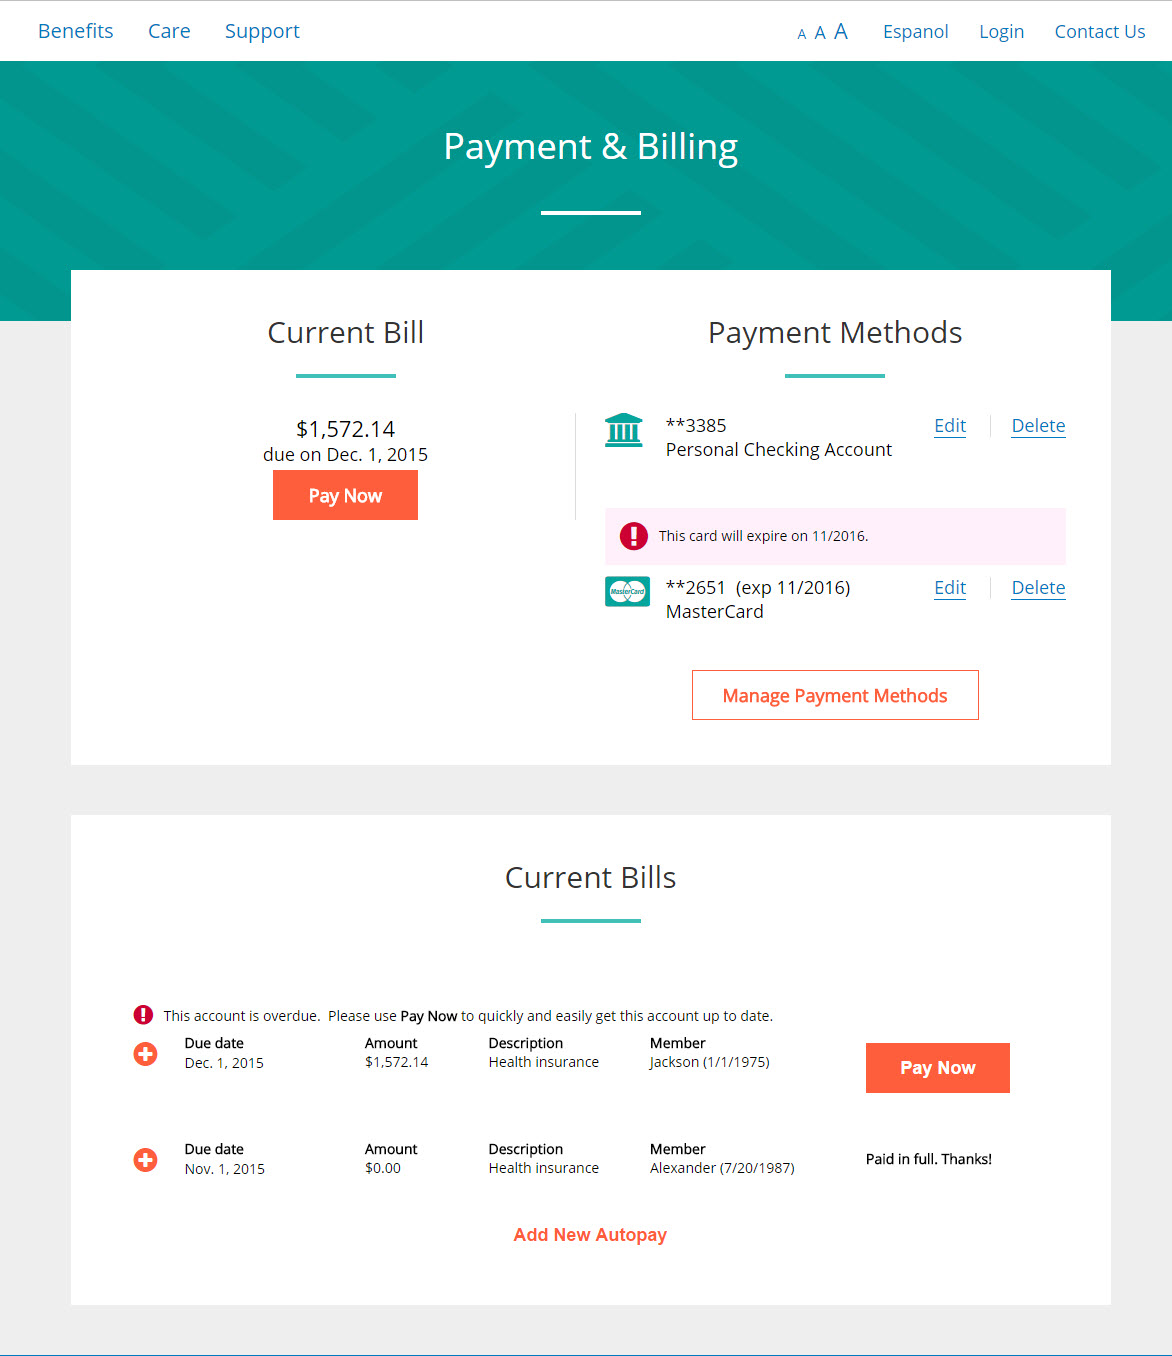 Benefits Care Support A A A Espanol Login Contact Us
Payment & Billing
Current Bill
$1,572.14
due on Dec. 1, 2015
Pay Now
Payment Methods
**3385 Edit Delete
Personal Checking Account
This card will expire on 11/2016.
MasterCard
**2651 (exp 11/2016) Edit Delete
MasterCard
Manage Payment Methods
Current Bills
This account is overdue. Please use Pay Now to quickly and easily get this account up to date.
Due date Amount Description Member
Dec. 1, 2015 $1,572.14 Health insurance Jackson (1/1/1975)
Pay Now
Due date Amount Description Member
Nov. 1, 2015 $0.00 Health insurance Alexander (7/20/1987)
Paid in full. Thanks!
Add New Autopay